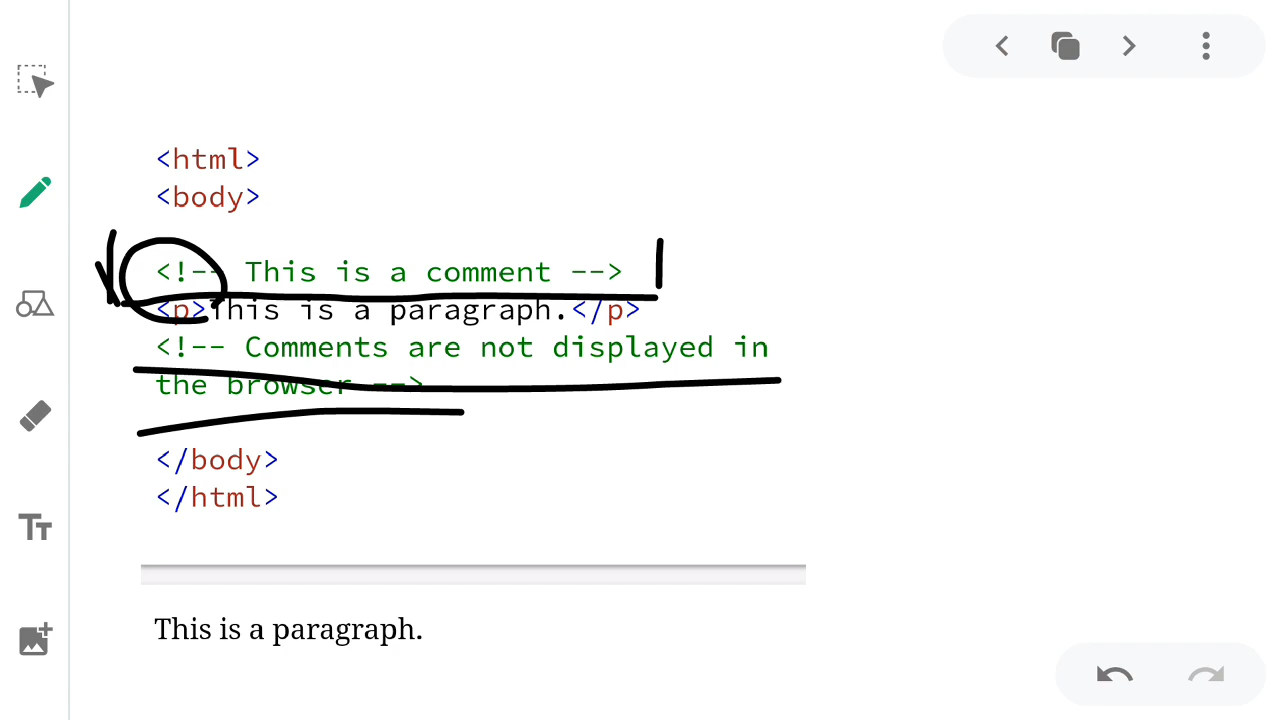 <html>
<body>
<!-- This is a comment -->
<p>This is a paragraph.</p>
<!-- Comments are not displayed in
the browser -->
</body>
</html>
Tт
This is a paragraph.